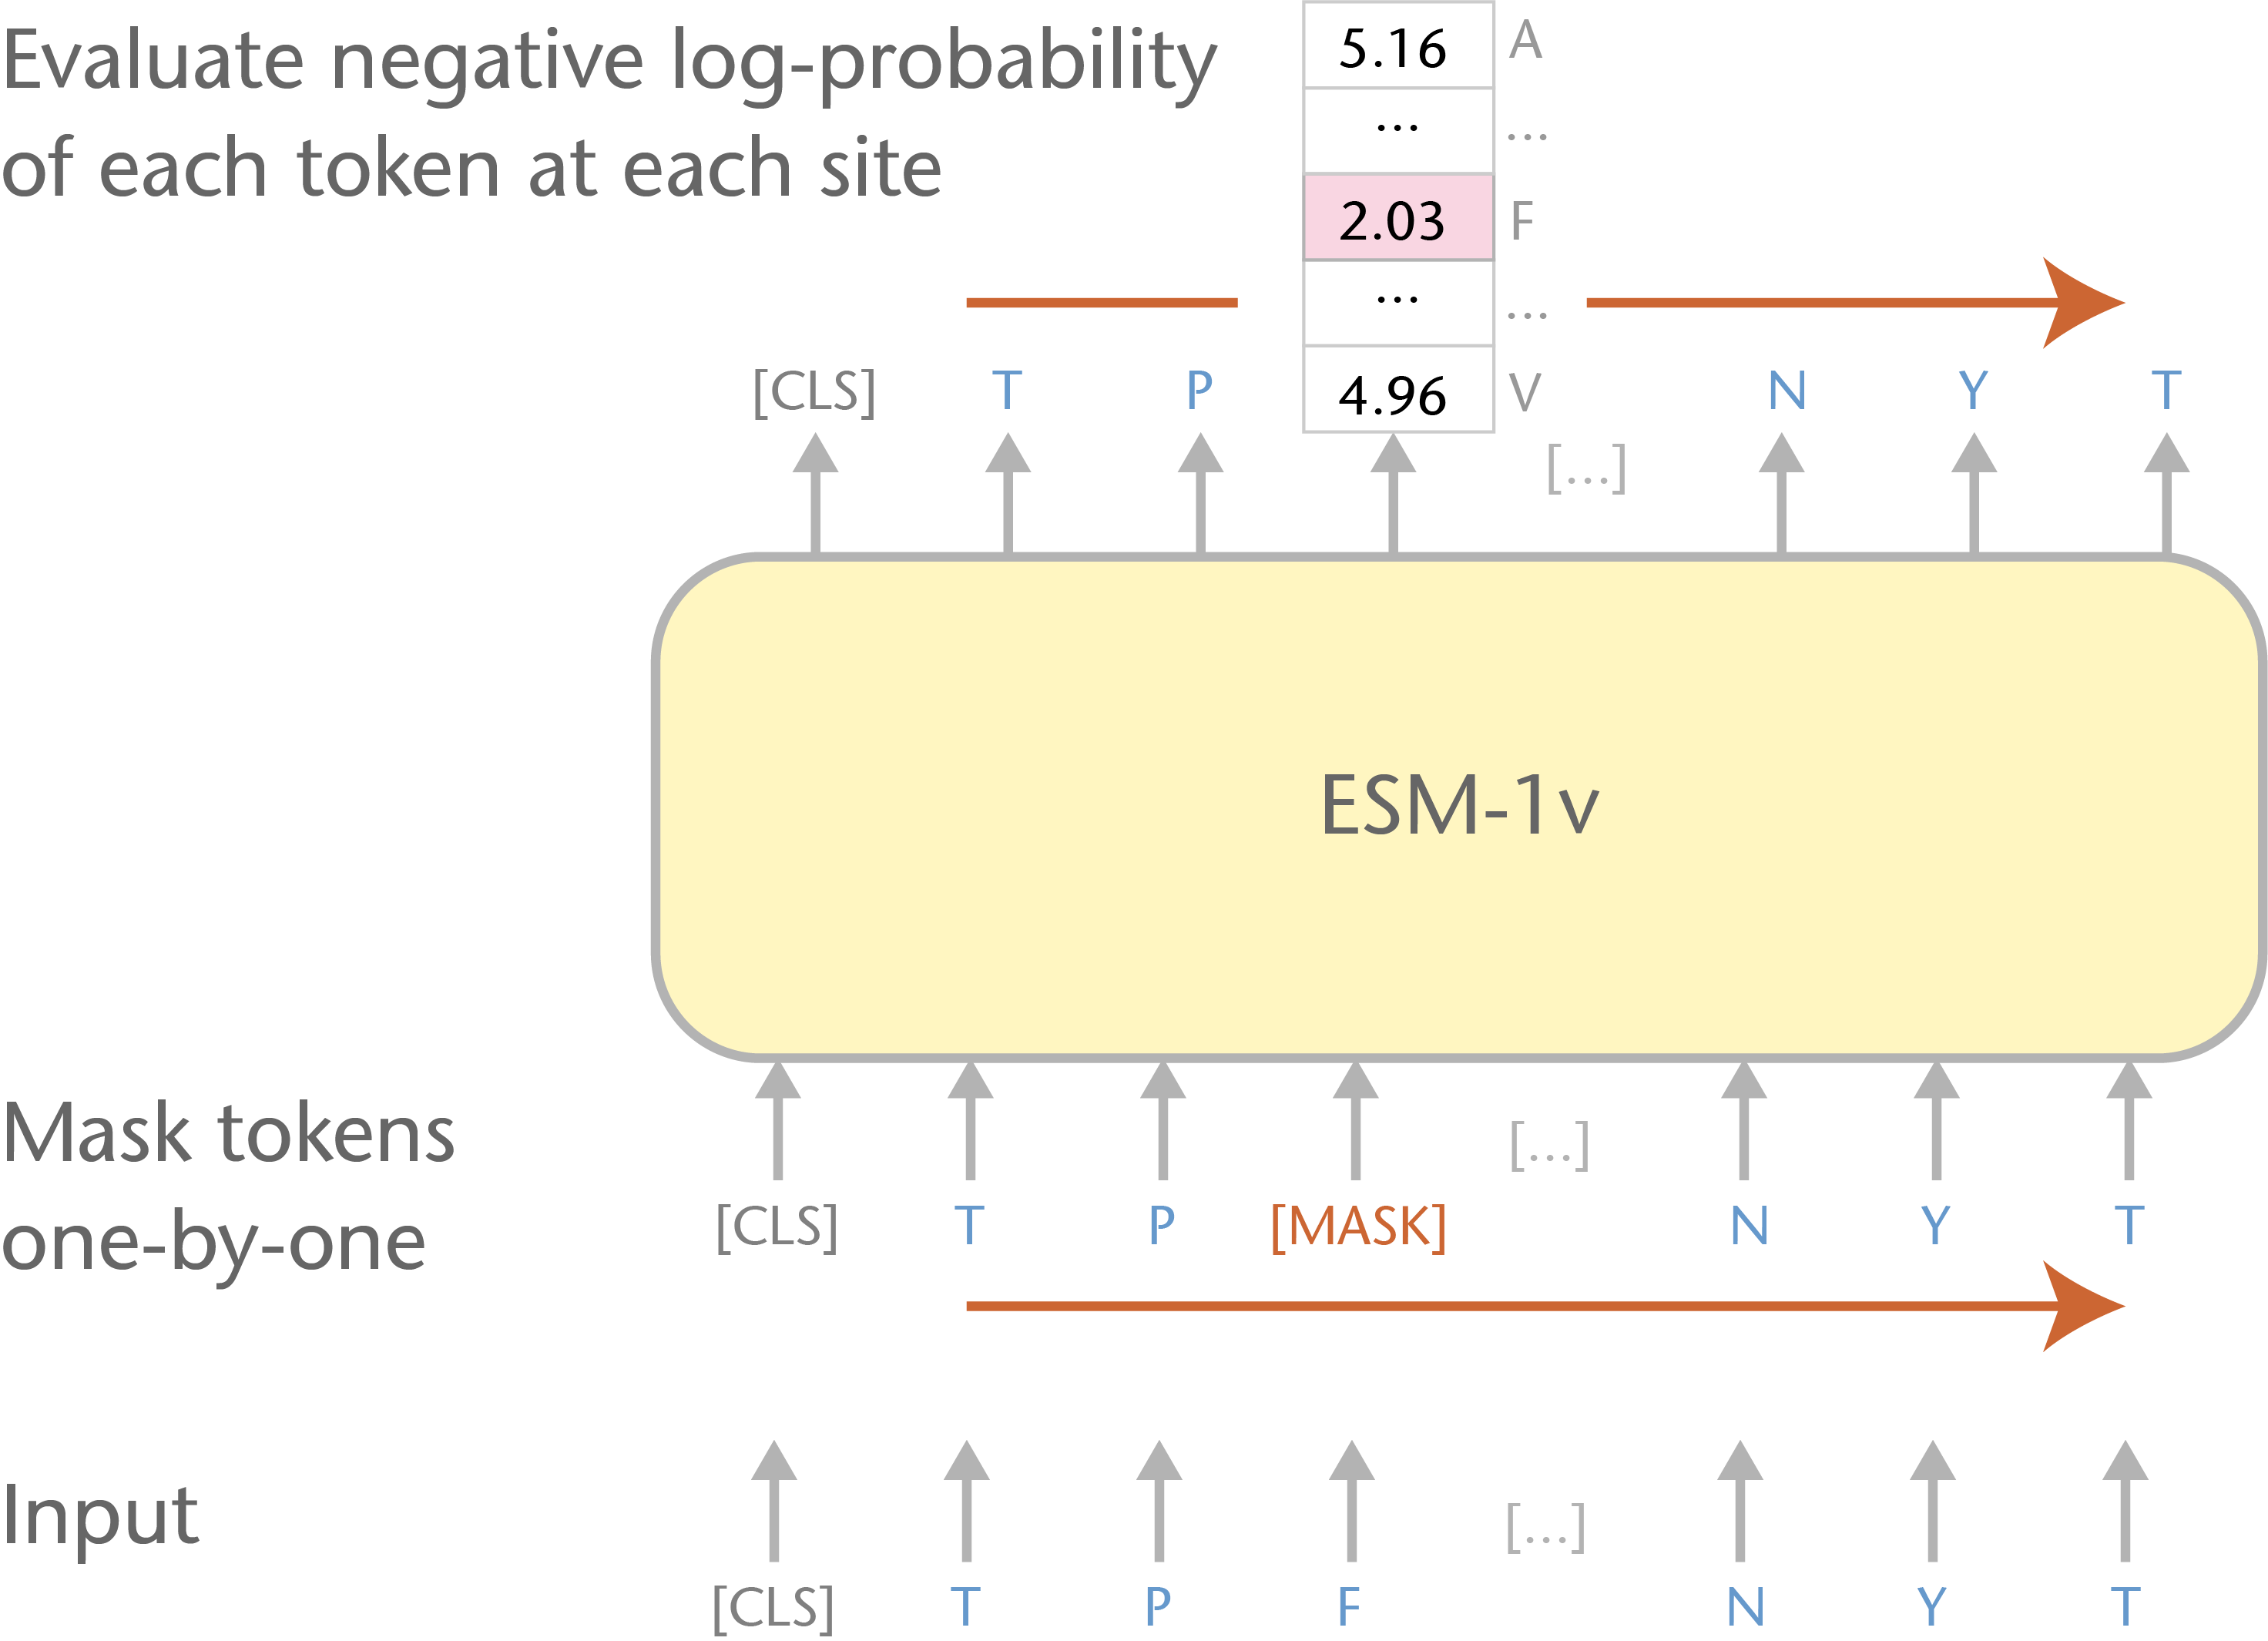 Evaluate negative log-probability
of each token at each site
5.16 A
... ...
2.03 F
... ...
4.96 V
[CLS] T P N Y T
[...]
ESM-1v
Mask tokens
one-by-one
[...]
[CLS] T P [MASK] N Y T
Input
[...]
[CLS] T P F N Y T